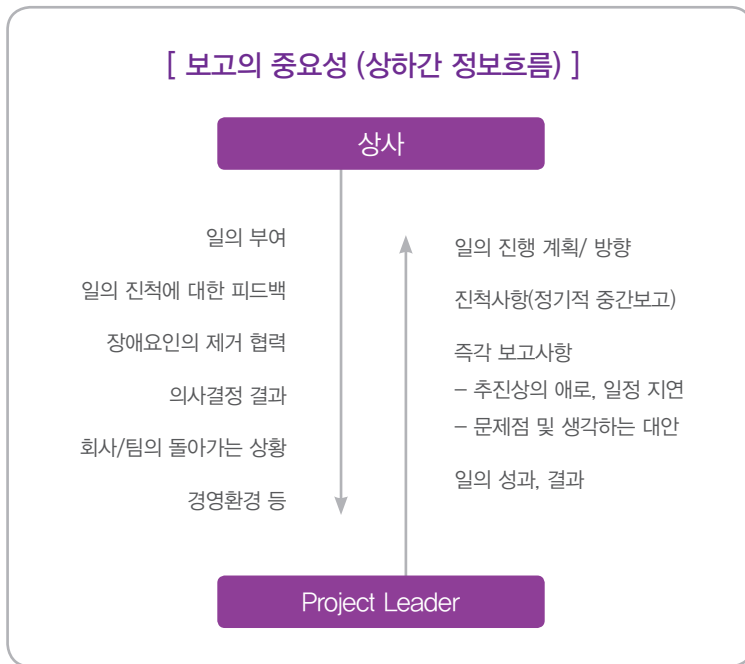 [ 보고의 중요성 (상하간 정보흐름) ]
상사
일의 부여
일의 진척에 대한 피드백
장애요인의 제거 협력
의사결정 결과
회사/팀의 돌아가는 상황
경영환경 등
일의 진행 계획/ 방향
진척사항(정기적 중간보고)
즉각 보고사항
– 추진상의 애로, 일정 지연
– 문제점 및 생각하는 대안
일의 성과, 결과
Project Leader